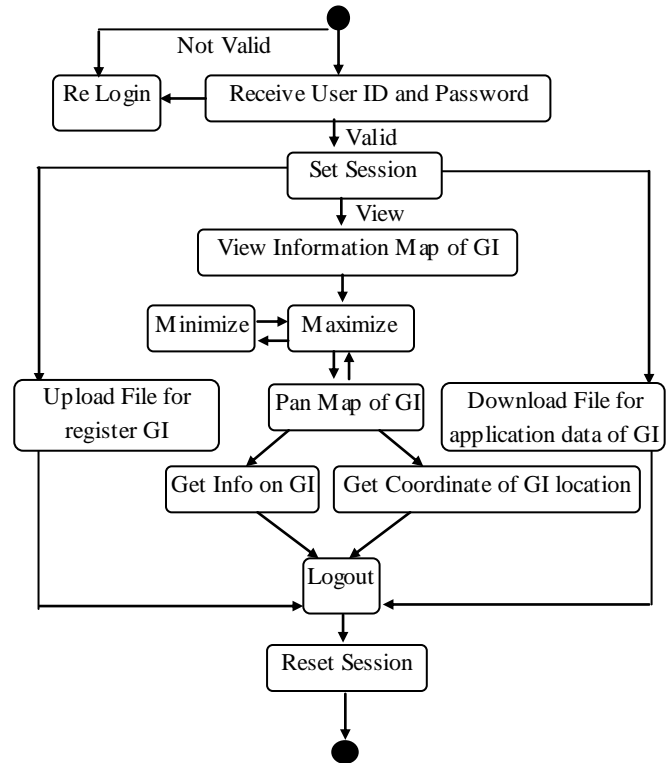 Not Valid
Re Login
Receive User ID and Password
Valid
Set Session
View
View Information Map of GI
Minimize
Maximize
Upload File for
register GI
Pan Map of GI
Download File for
application data of GI
Get Info on GI
Get Coordinate of GI location
Logout
Reset Session